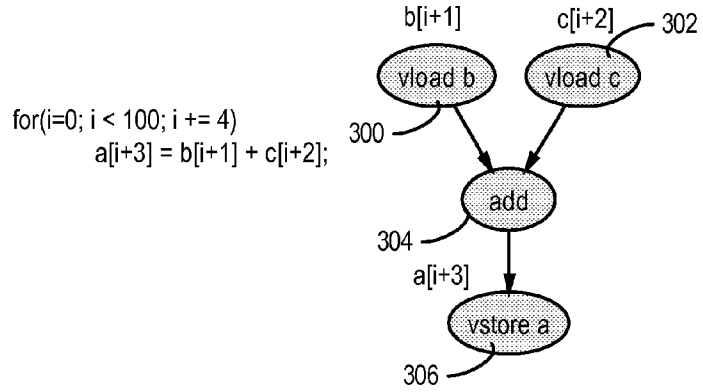 b[i+1]
c[i+2]
302
vload b
vload c
for(i=0; i < 100; i += 4)
300
a[i+3] = b[i+1] + c[i+2];
add
304
a[i+3]
vstore a
306